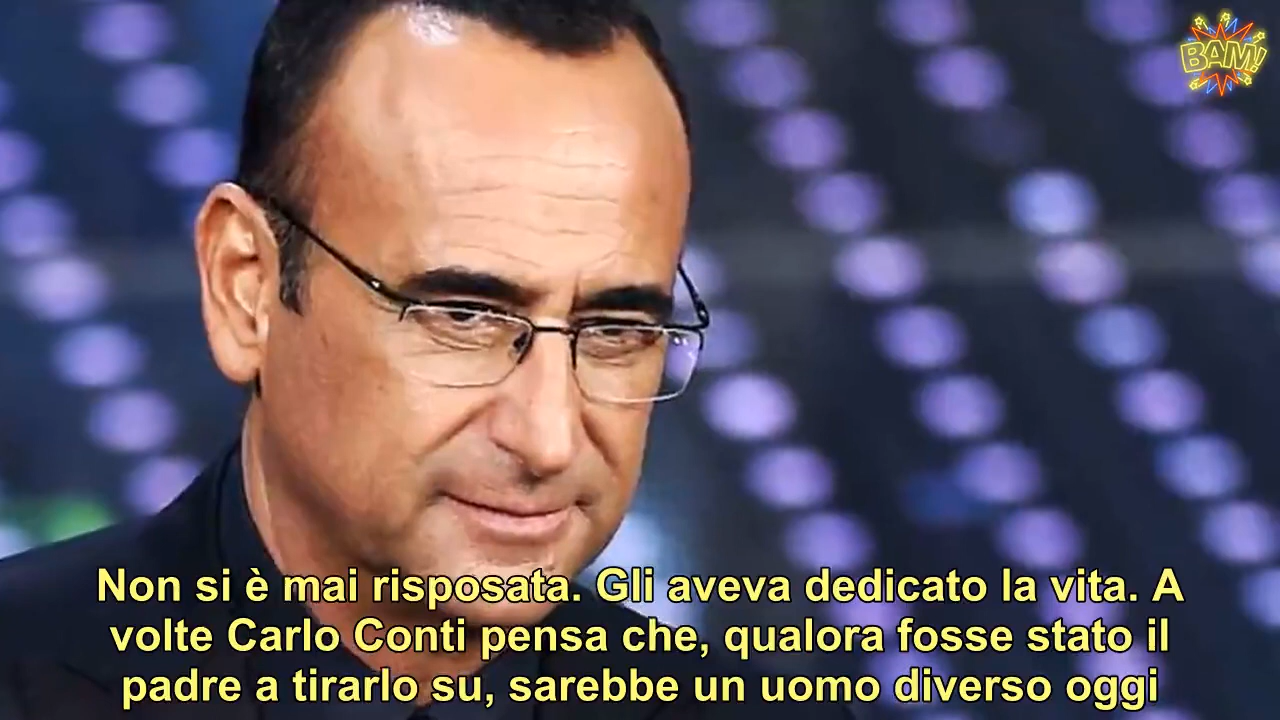 BAM!
Non si è mai risposata. Gli aveva dedicato la vita. A
volte Carlo Conti pensa che, qualora fosse stato il
padre a tirarlo su, sarebbe un uomo diverso oggi